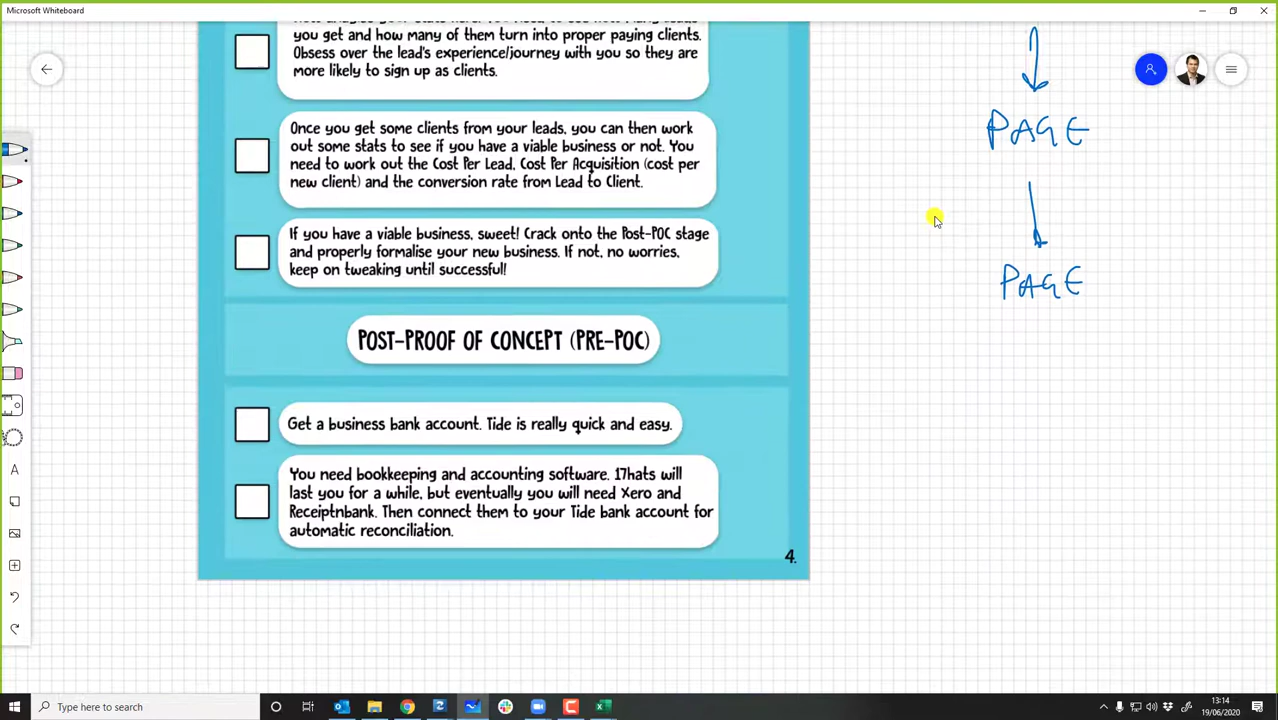 Microsoft Whiteboard
you get and how many of them turn into proper paying clients.
Obsess over the lead's experience/journey with you so they are
more likely to sign up as clients.
Once you get some clients from your leads, you can then work
out some stats to see if you have a viable business or not. You
need to work out the Cost Per Lead, Cost Per Acquisition (cost per
new client) and the conversion rate from Lead to Client.
If you have a viable business, sweet! Crack onto the Post-POC stage
and properly formalise your new business. If not, no worries,
keep on tweaking until successful!
POST-PROOF OF CONCEPT (PRE-POC)
Get a business bank account. Tide is really quick and easy.
You need bookkeeping and accounting software. 17hats will
last you for a while, but eventually you will need Xero and
Receiptnbank. Then connect them to your Tide bank account for
automatic reconciliation.
4.
PAGE
PAGE
A
Type here to search
13:14
19/06/2020